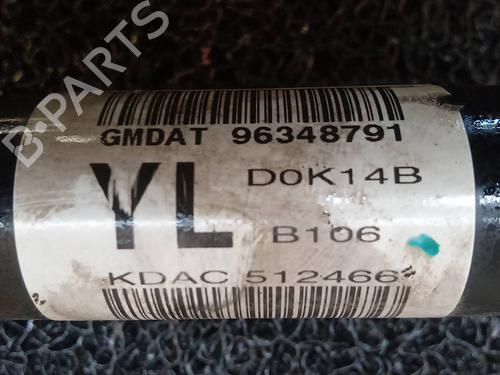 B·PARTS
GMDAT 96348791
YL
D0K14B
B106
KDAC 512466